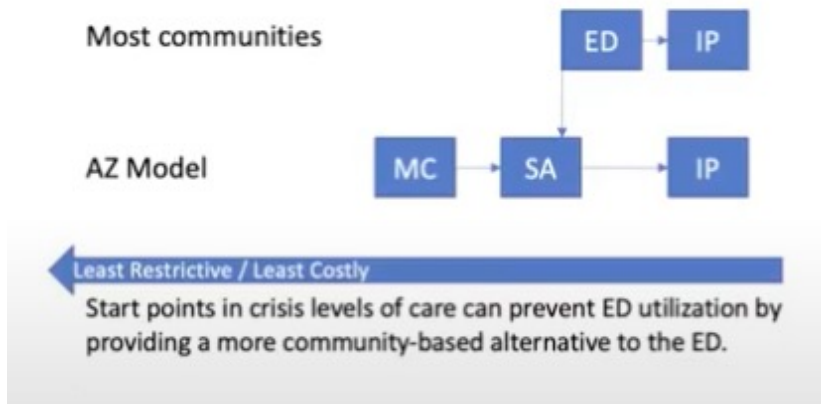 Most communities
ED
IP
AZ Model
MC
SA
IP
Least Restrictive / Least Costly
Start points in crisis levels of care can prevent ED utilization by
providing a more community-based alternative to the ED.